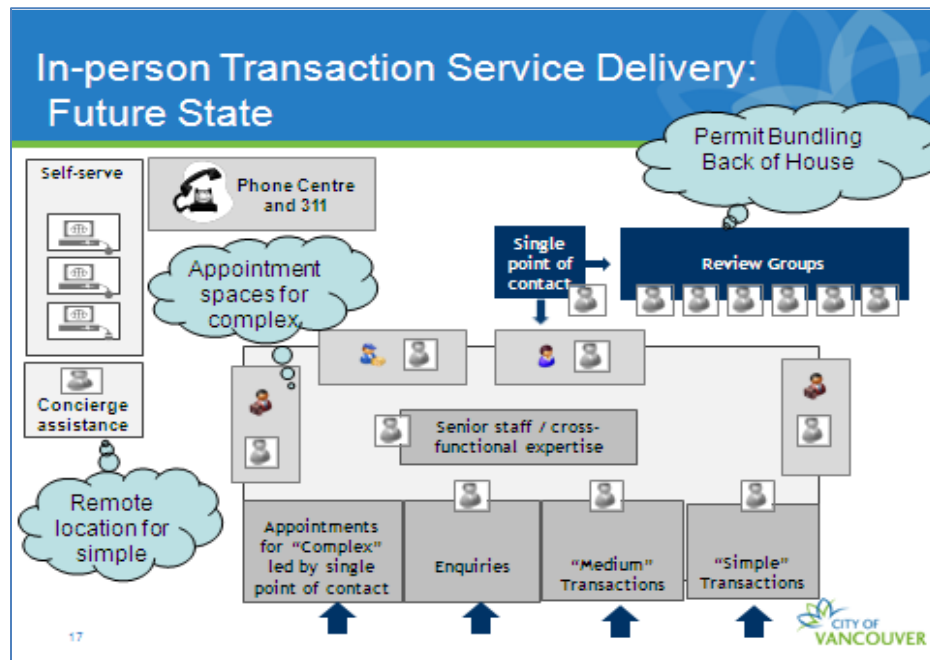 In-person Transaction Service Delivery:
Future State
Permit Bundling
Back of House
Self-serve
Phone Centre
and 311
Single
point of
contact
Review Groups
Appointment
spaces for
complex
Concierge
assistance
Senior staff / cross-
functional expertise
Remote
location for
simple
Appointments
for “Complex”
led by single
point of contact
Enquiries
“Medium”
Transactions
“Simple”
Transactions
17
CITY OF
VANCOUVER